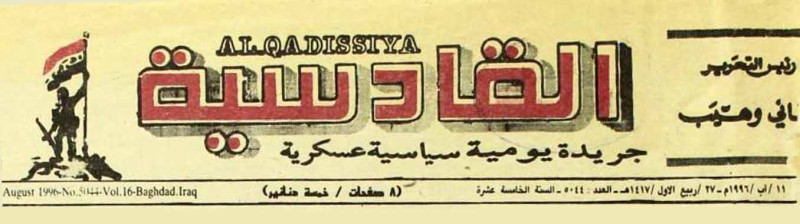 AL-QADISSIYA
القادسية
جريدة يومية سياسية عسكرية
رئيس التحرير
هاني وهيب
١١ /آب /١٩٩٦م - ٢٧ /ربيع الاول /١٤١٧هـ - العدد: ٥٠٤٤ - السنة الخامسة عشرة
(٨ صفحات / خمسة دنانير)
August 1996-No.5044-Vol.16-Baghdad.Iraq